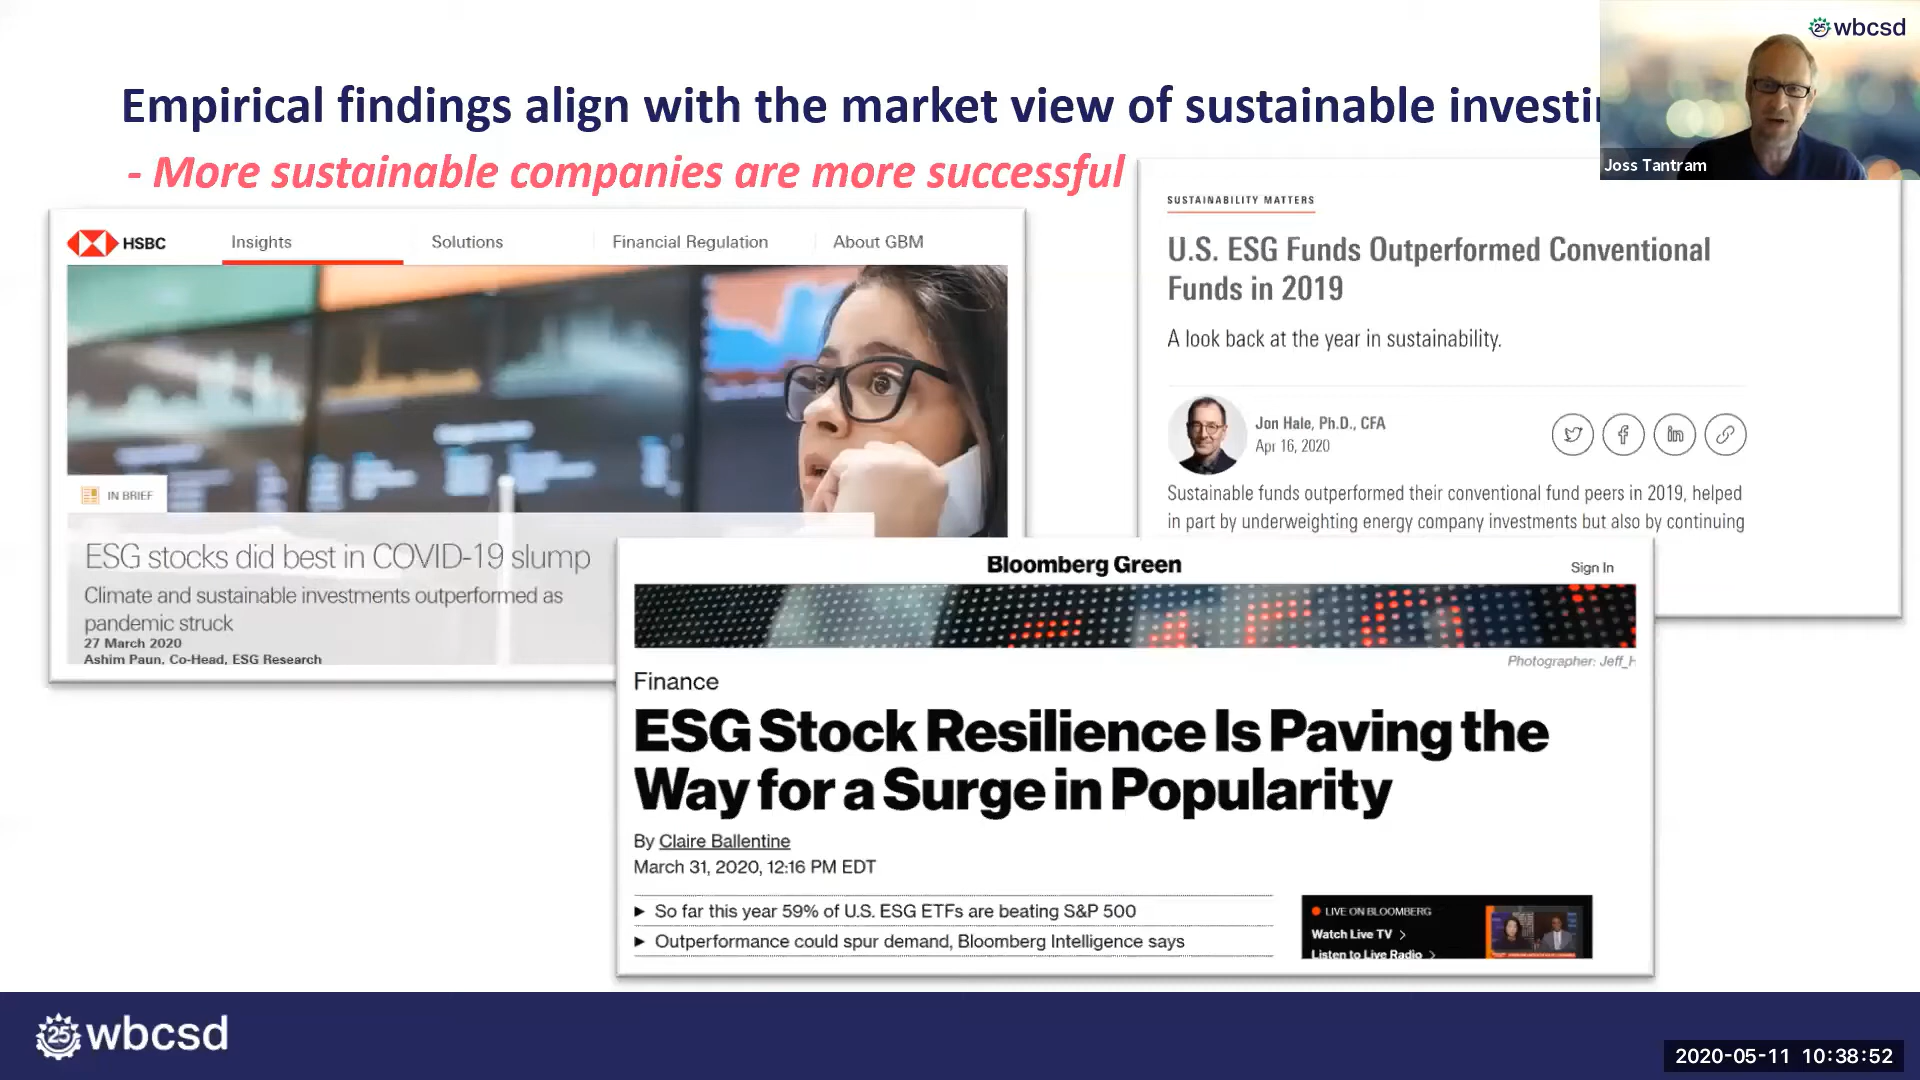 25 wbcsd
Empirical findings align with the market view of sustainable
Joss Tantram
- More sustainable companies are more successful
HSBC
Insights
Solutions
Financial Regulation
About GBM
IN BRIEF
ESG stocks did best in COVID-19 slump
Climate and sustainable investments outperformed as
pandemic struck
27 March 2020
Ashim Paun, Co-Head, ESG Research
SUSTAINABILITY MATTERS
U.S. ESG Funds Outperformed Conventional
Funds in 2019
A look back at the year in sustainability.
Jon Hale, Ph.D., CFA
Apr 16, 2020
Sustainable funds outperformed their conventional fund peers in 2019, helped
in part by underweighting energy company investments but also by continuing
Bloomberg Green
Sign In
Photographer: Jeff_H
Finance
ESG Stock Resilience Is Paving the
Way for a Surge in Popularity
By Claire Ballentine
March 31, 2020, 12:16 PM EDT
► So far this year 59% of U.S. ESG ETFs are beating S&P 500
► Outperformance could spur demand, Bloomberg Intelligence says
LIVE ON BLOOMBERG
Watch Live TV >
Listen to Live Radio >
25 wbcsd
2020-05-11 10:38:52